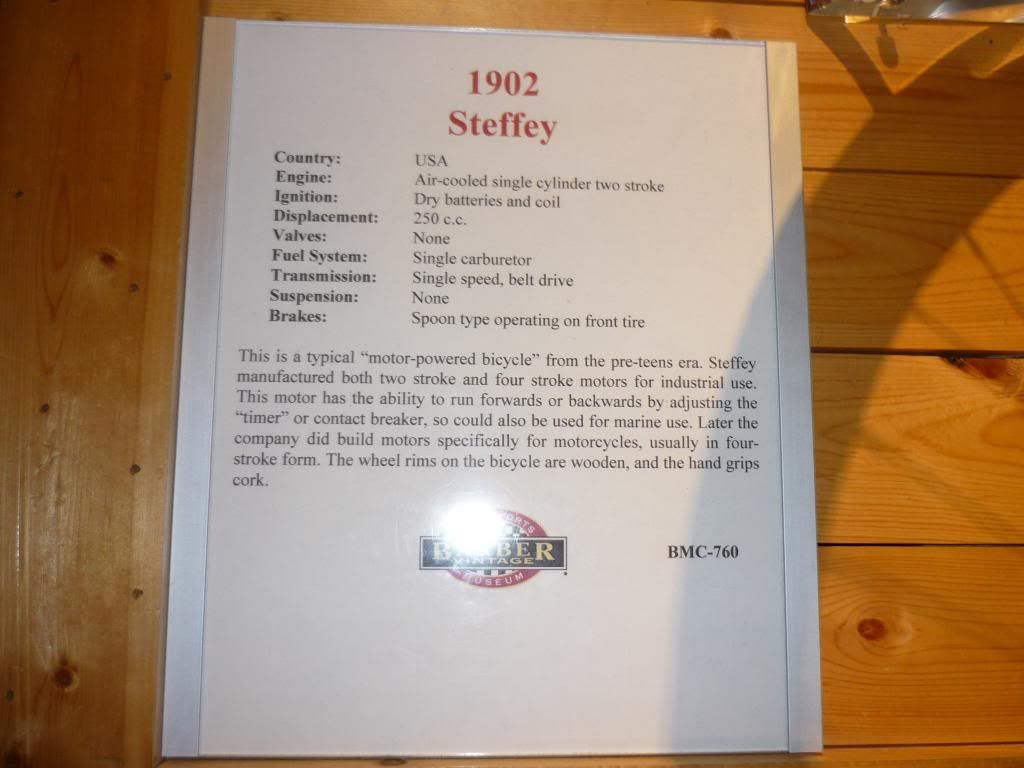 1902
Steffey
Country: USA
Engine: Air-cooled single cylinder two stroke
Ignition: Dry batteries and coil
Displacement: 250 c.c.
Valves: None
Fuel System: Single carburetor
Transmission: Single speed, belt drive
Suspension: None
Brakes: Spoon type operating on front tire
This is a typical “motor-powered bicycle” from the pre-teens era. Steffey
manufactured both two stroke and four stroke motors for industrial use.
This motor has the ability to run forwards or backwards by adjusting the
“timer” or contact breaker, so could also be used for marine use. Later the
company did build motors specifically for motorcycles, usually in four-
stroke form. The wheel rims on the bicycle are wooden, and the hand grips
cork.
BARBER
VINTAGE
MUSEUM
BMC-760